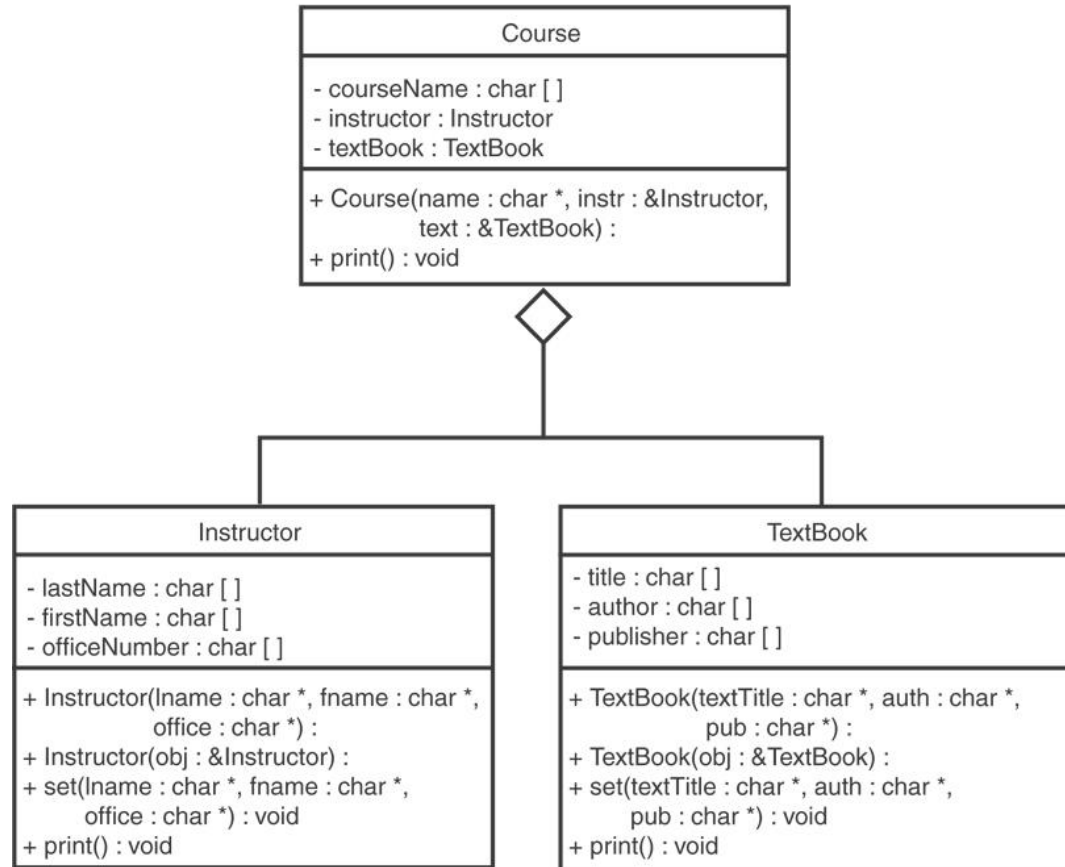 Course
- courseName : char [ ]
- instructor : Instructor
- textBook : TextBook
+ Course(name : char *, instr : &Instructor,
text : &TextBook) :
+ print() : void
Instructor
- lastName : char [ ]
- firstName : char [ ]
- officeNumber : char [ ]
+ Instructor(lname : char *, fname : char *,
office : char *) :
+ Instructor(obj : &Instructor) :
+ set(lname : char *, fname : char *,
office : char *) : void
+ print() : void
TextBook
- title : char [ ]
- author : char [ ]
- publisher : char [ ]
+ TextBook(textTitle : char *, auth : char *,
pub : char *) :
+ TextBook(obj : &TextBook) :
+ set(textTitle : char *, auth : char *,
pub : char *) : void
+ print() : void